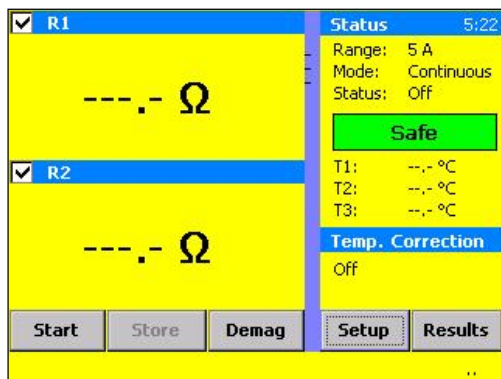 R1
---.- Ω
R2
---.- Ω
Start Store Demag
Status 5:22
Range: 5 A
Mode: Continuous
Status: Off
Safe
T1: --.- °C
T2: --.- °C
T3: --.- °C
Temp. Correction
Off
Setup Results